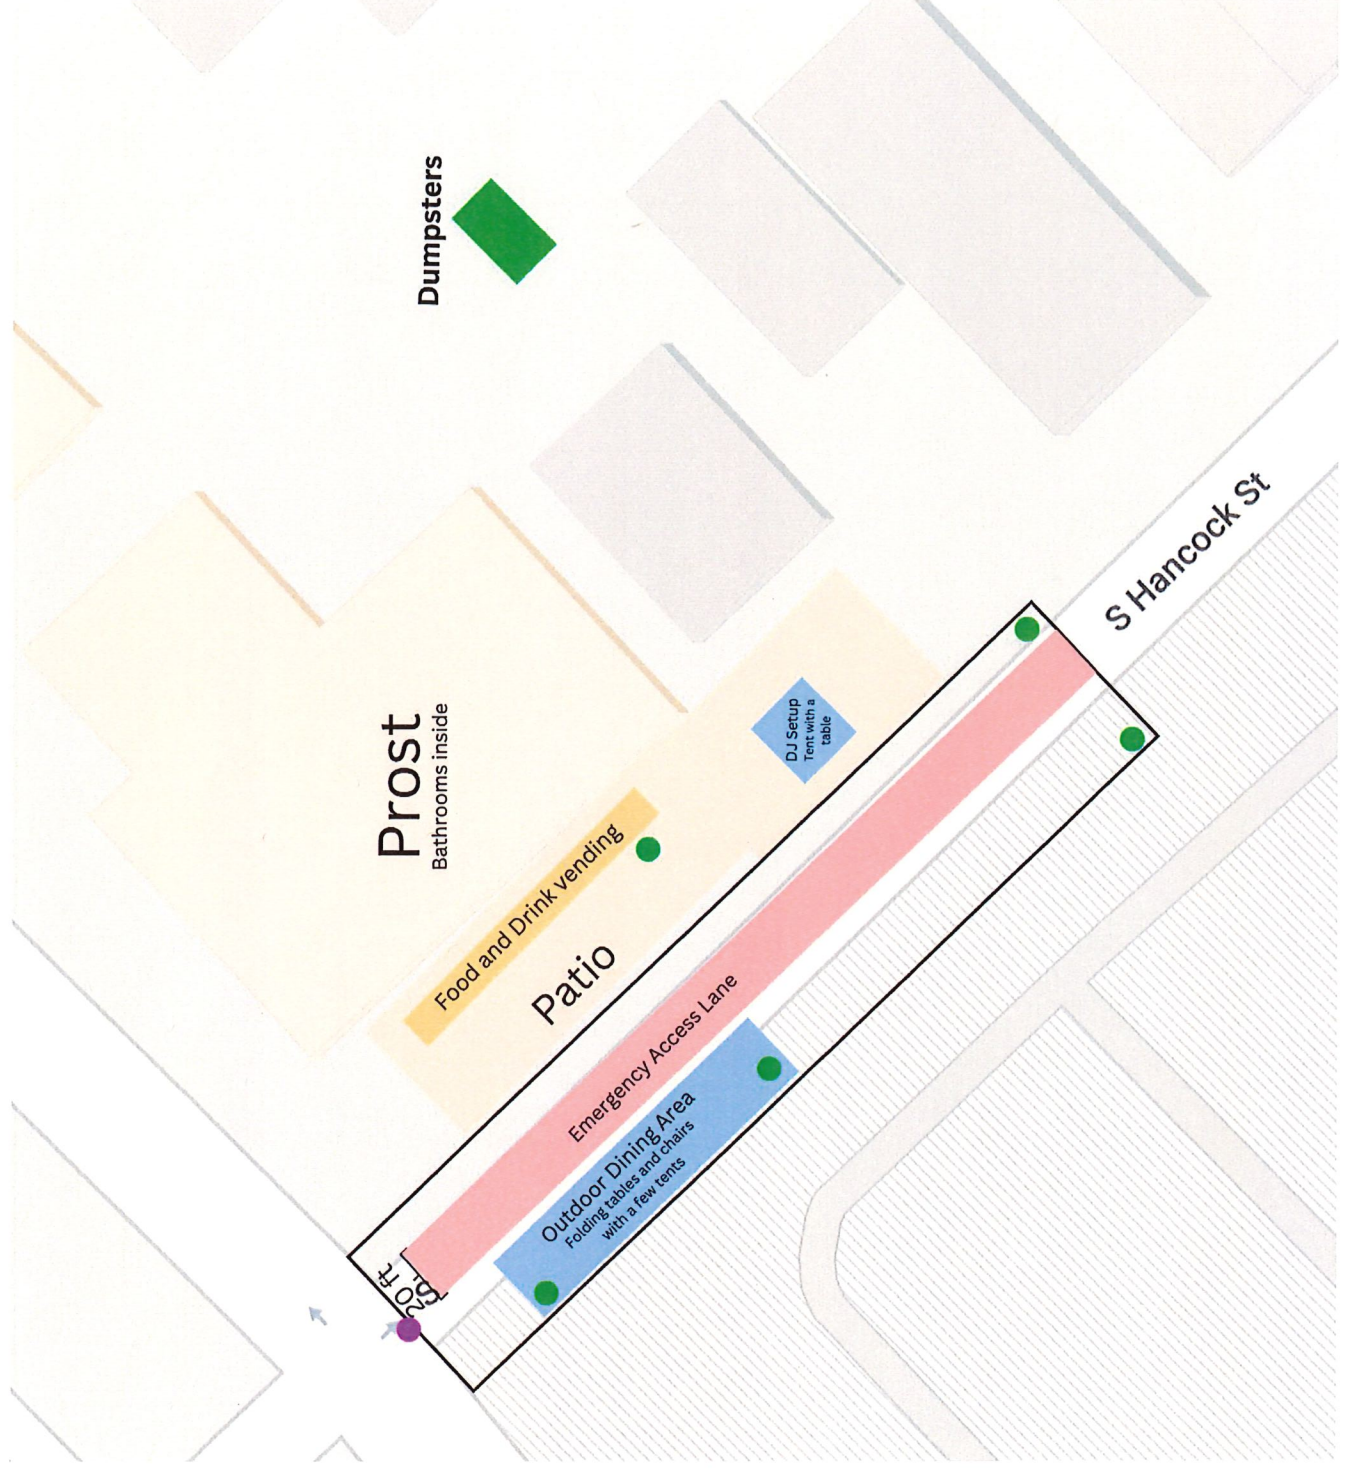 Dumpsters
S Hancock St
Prost
Bathrooms inside
DJ Setup
Tent with a
table
Food and Drink vending
Patio
Emergency Access Lane
Outdoor Dining Area
Folding tables and chairs
with a few tents
20 ft